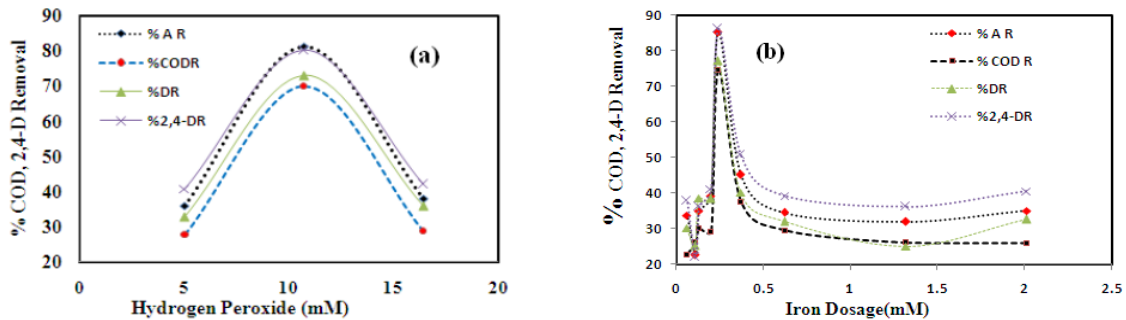 % COD, 2,4-D Removal
90
80
70
60
50
40
30
20
0
5
10
15
20
Hydrogen Peroxide (mM)
% A R
%CODR
%DR
%2,4-DR
(a)
% COD, 2,4-D Removal
90
80
70
60
50
40
30
20
0
0.5
1
1.5
2
2.5
Iron Dosage(mM)
(b)
% A R
% COD R
%DR
%2,4-DR